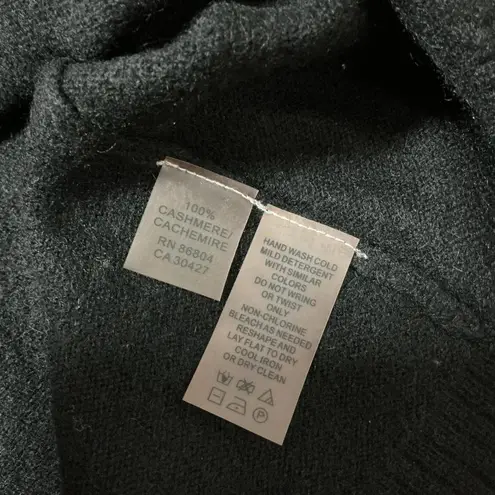 100%
CASHMERE/
CACHEMIRE
RN 86804
CA 30427
HAND WASH COLD
MILD DETERGENT
WITH SIMILAR
COLORS
DO NOT WRING
OR TWIST
ONLY
NON-CHLORINE
BLEACH AS NEEDED
RESHAPE AND
LAY FLAT TO DRY
COOL IRON
OR DRY CLEAN
P